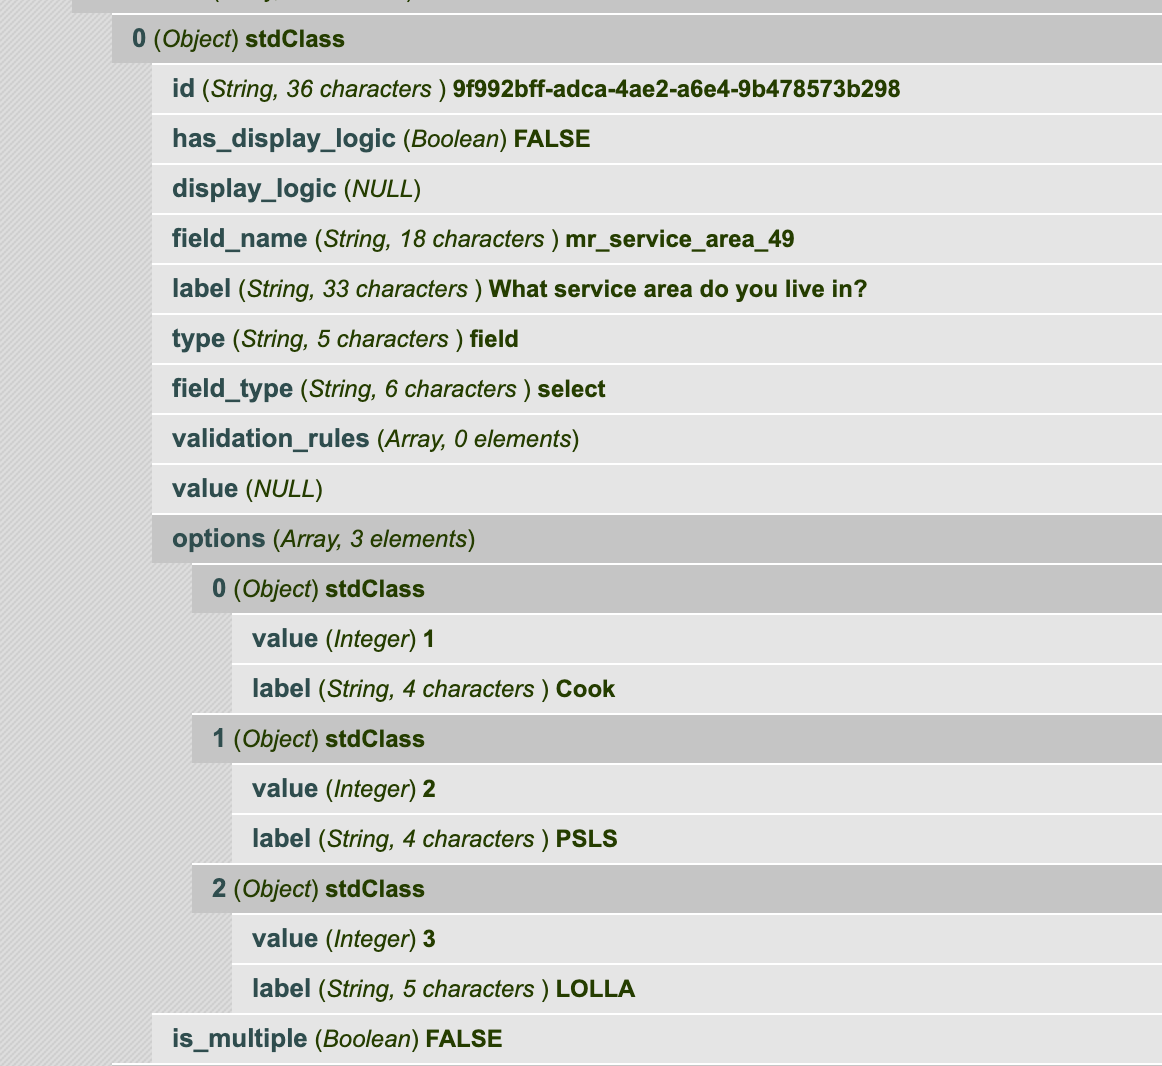 0 (Object) stdClass
id (String, 36 characters ) 9f992bff-adca-4ae2-a6e4-9b478573b298
has_display_logic (Boolean) FALSE
display_logic (NULL)
field_name (String, 18 characters ) mr_service_area_49
label (String, 33 characters ) What service area do you live in?
type (String, 5 characters ) field
field_type (String, 6 characters ) select
validation_rules (Array, 0 elements)
value (NULL)
options (Array, 3 elements)
0 (Object) stdClass
value (Integer) 1
label (String, 4 characters ) Cook
1 (Object) stdClass
value (Integer) 2
label (String, 4 characters ) PSLS
2 (Object) stdClass
value (Integer) 3
label (String, 5 characters ) LOLLA
is_multiple (Boolean) FALSE